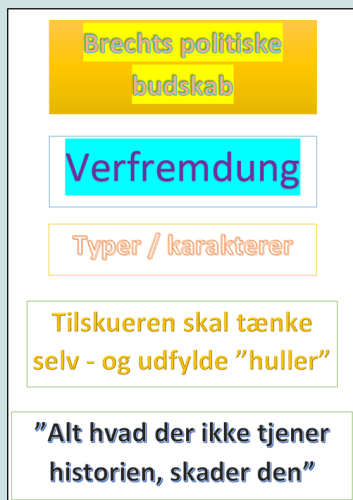 Brechts politiske
budskab
Verfremdung
Typer / karakterer
Tilskueren skal tænke
selv - og udfylde ”huller”
”Alt hvad der ikke tjener
historien, skader den”